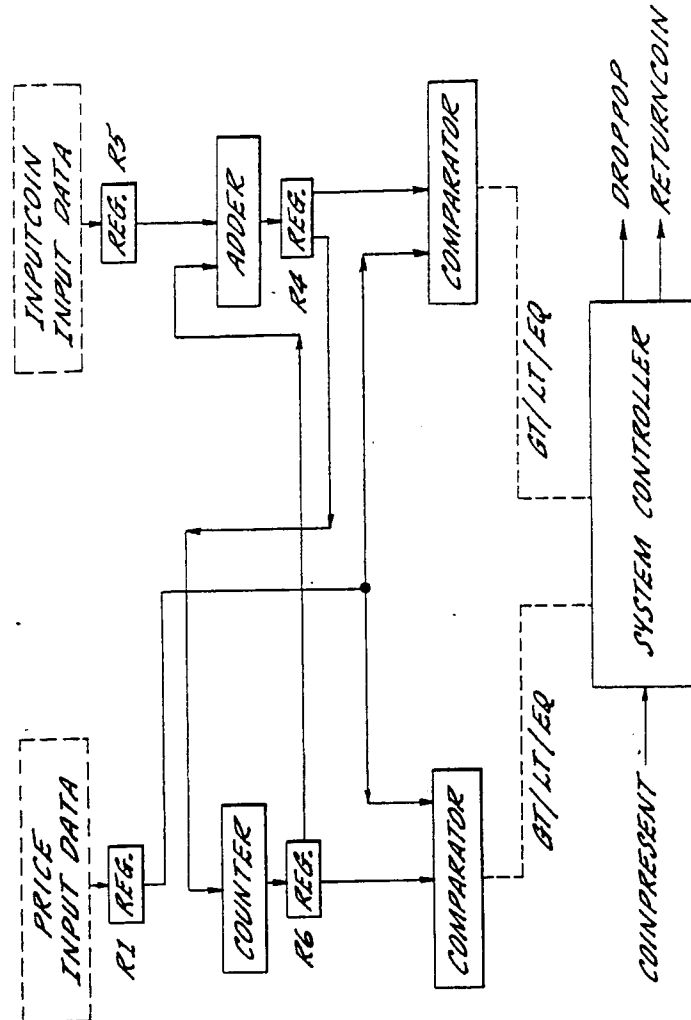 PRICE
INPUT DATA
R1
REG.
INPUTCOIN
INPUT DATA
REG.
R5
COUNTER
R6
REG.
ADDER
R4
REG.
COMPARATOR
COMPARATOR
GT/LT/EQ
GT/LT/EQ
COINPRESENT
SYSTEM CONTROLLER
DROPPOP
RETURNCOIN